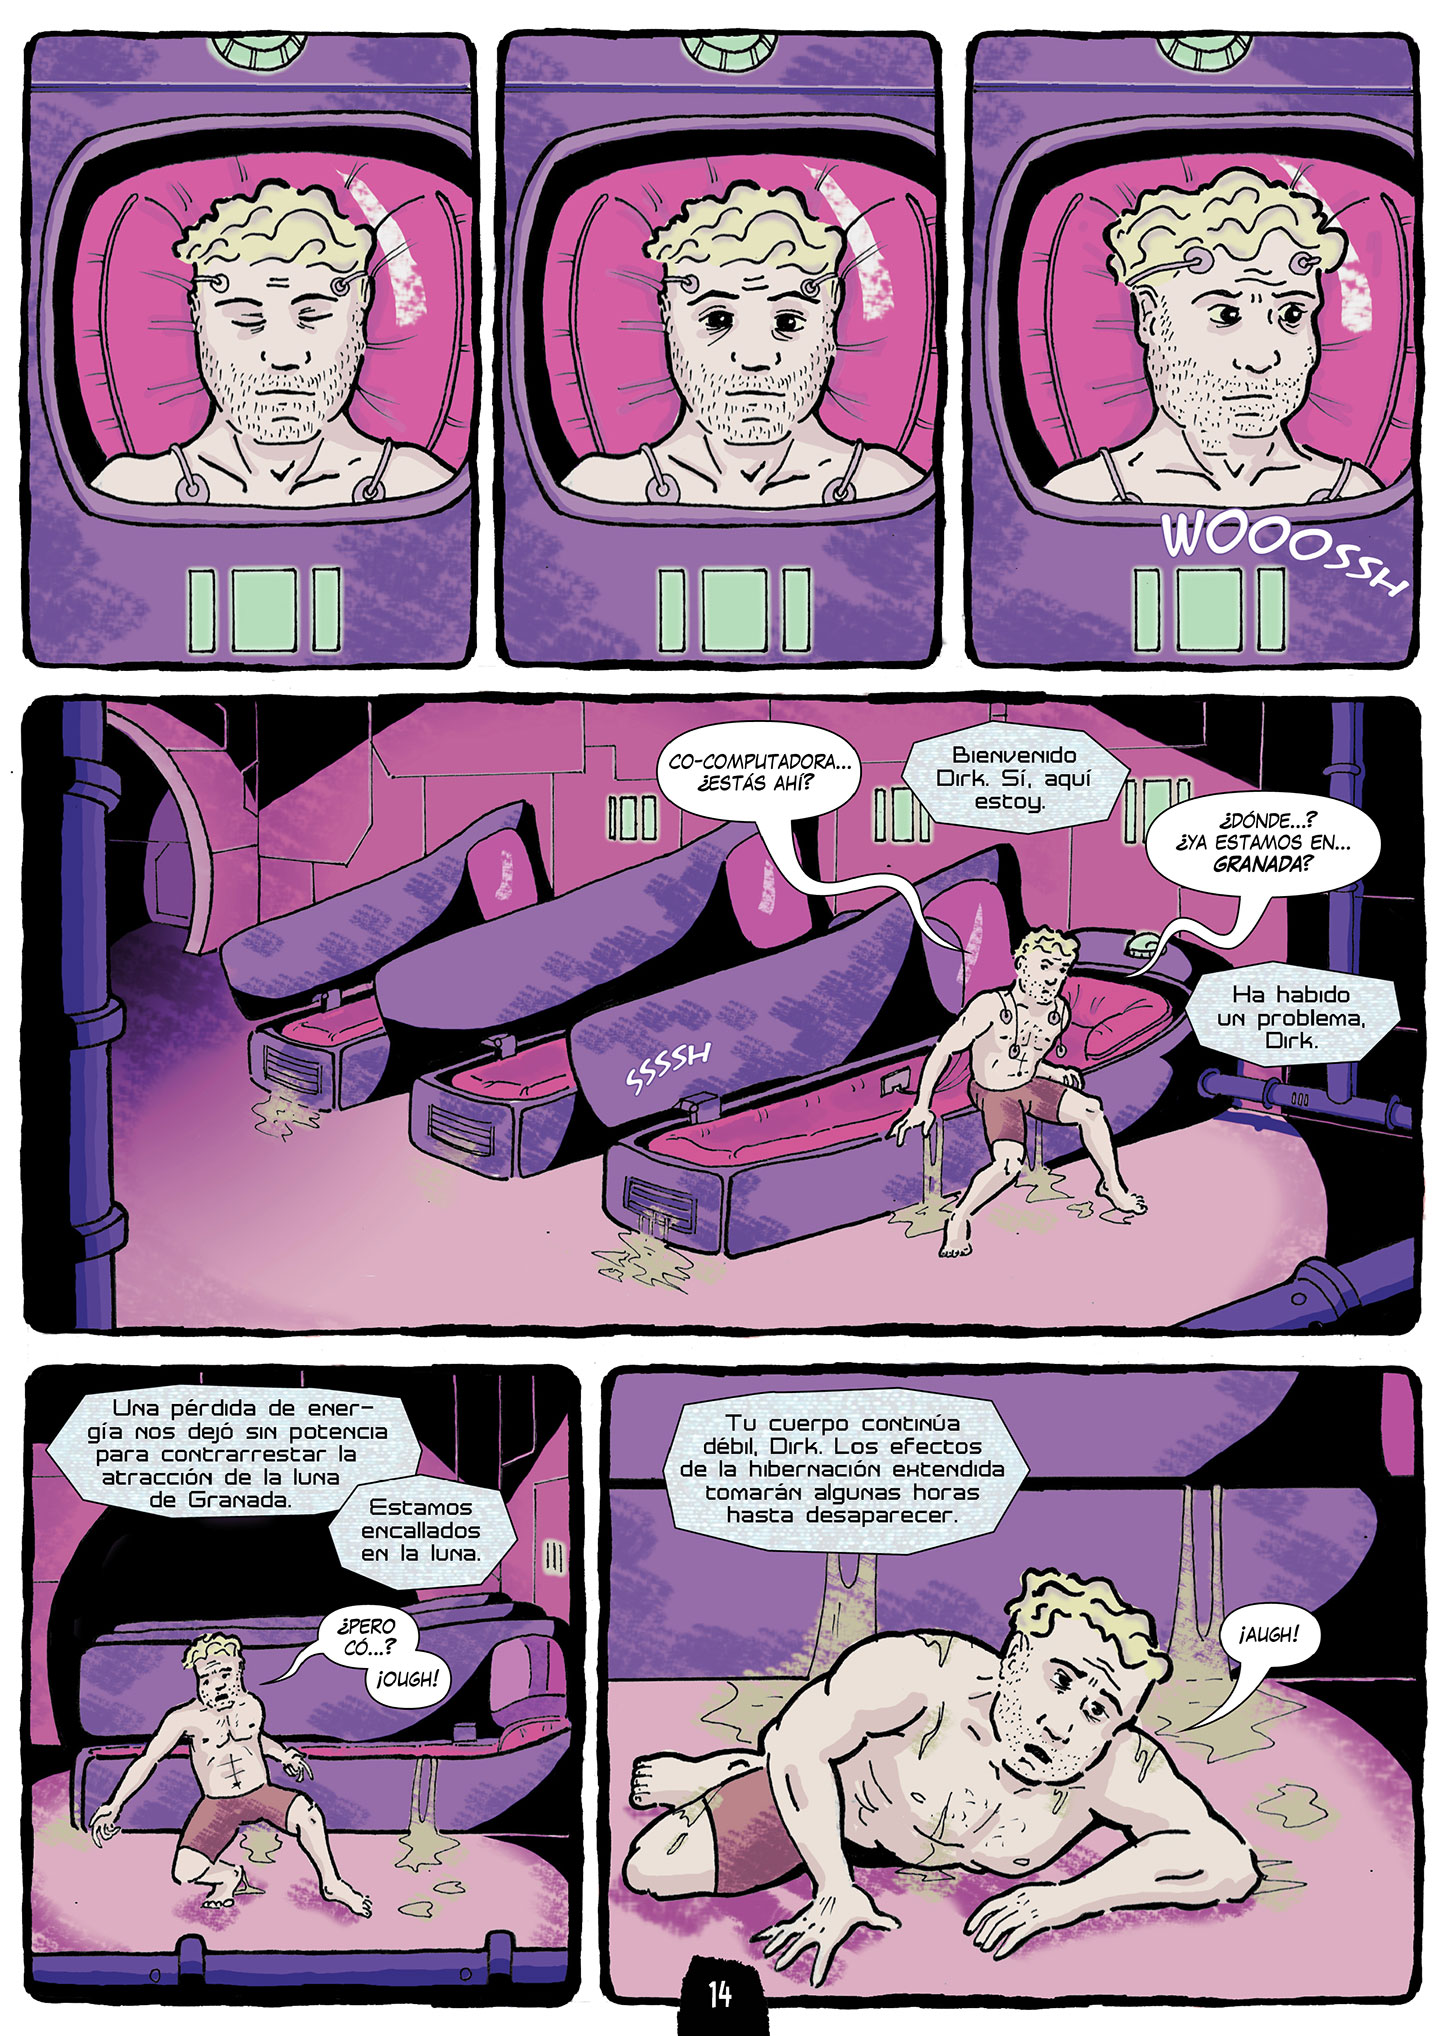 WOOOSSH
CO-COMPUTADORA...
¿ESTÁS AHÍ?
Bienvenido
Dirk. Sí, aquí
estoy.
¿DÓNDE...?
¿YA ESTAMOS EN...
GRANADA?
Ha habido
un problema,
Dirk.
SSSSH
Una pérdida de ener-
gía nos dejó sin potencia
para contrarrestar la
atracción de la luna
de Granada.
Estamos
encallados
en la luna.
¿PERO
CÓ...?
¡OUGH!
Tu cuerpo continúa
débil, Dirk. Los efectos
de la hibernación extendida
tomarán algunas horas
hasta desaparecer.
¡AUGH!
14